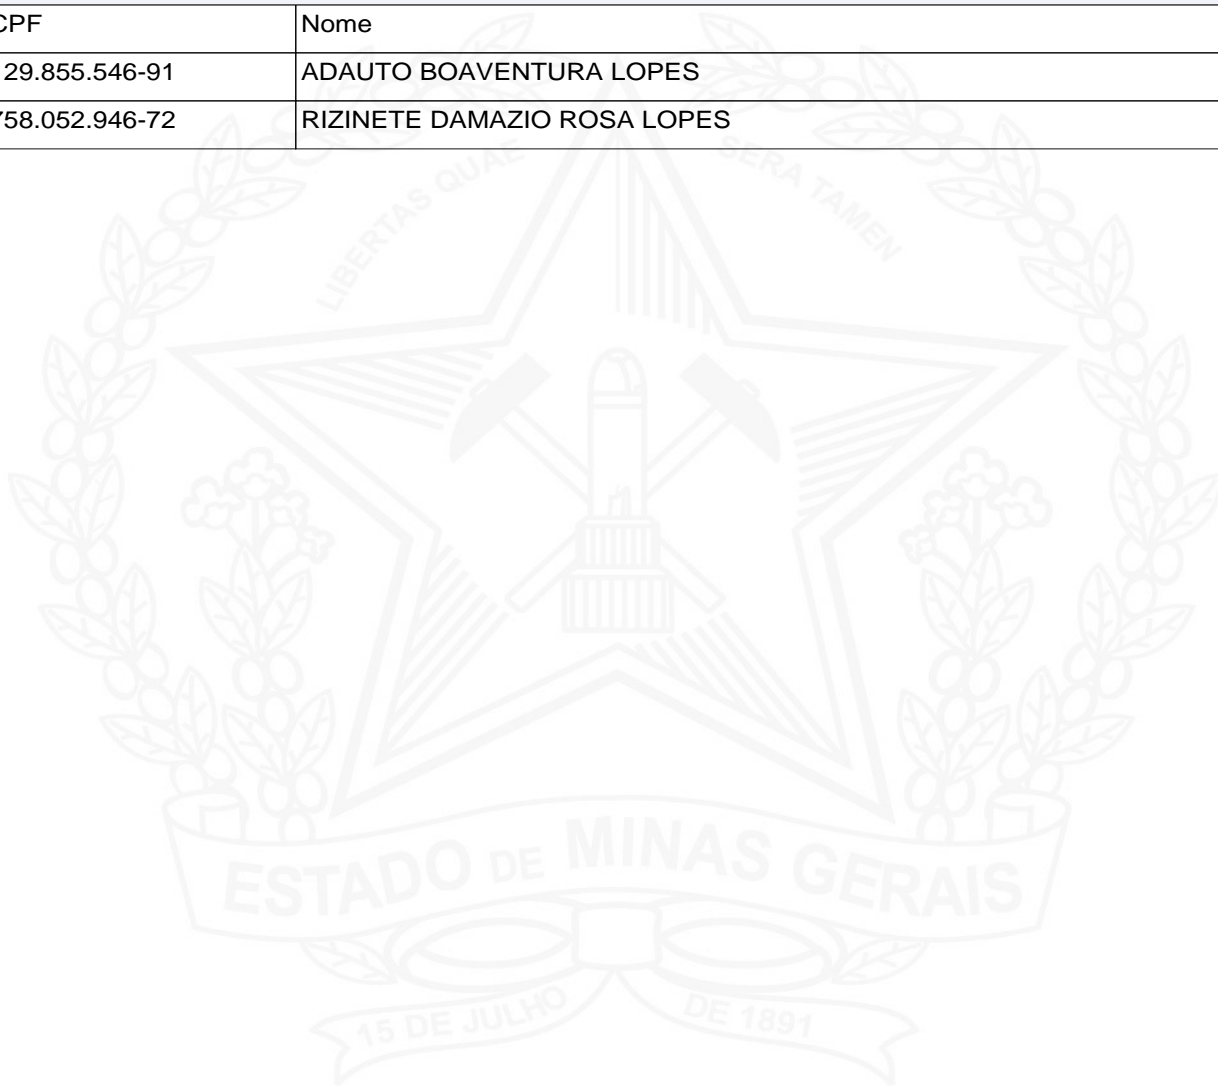 CPF Nome
29.855.546-91 ADAUTO BOAVENTURA LOPES
758.052.946-72 RIZINETE DAMAZIO ROSA LOPES
LIBERTAS QUAE SERA TAMEN
ESTADO DE MINAS GERAIS
15 DE JULHO DE 1891